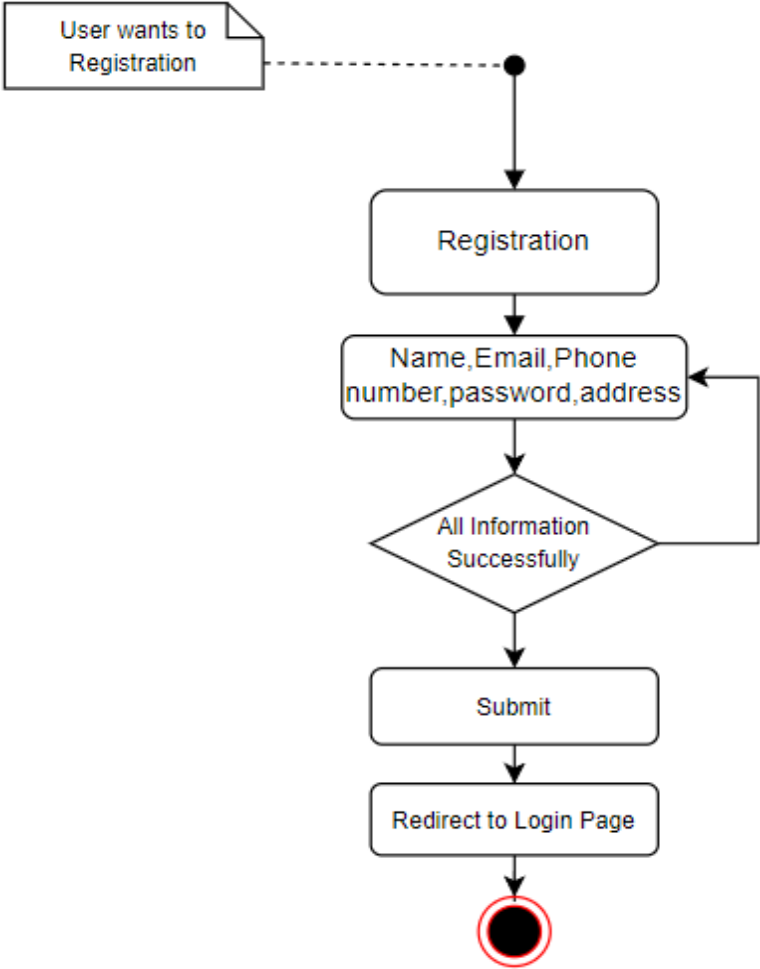 User wants to
Registration
Registration
Name,Email,Phone
number,password,address
All Information
Successfully
Submit
Redirect to Login Page